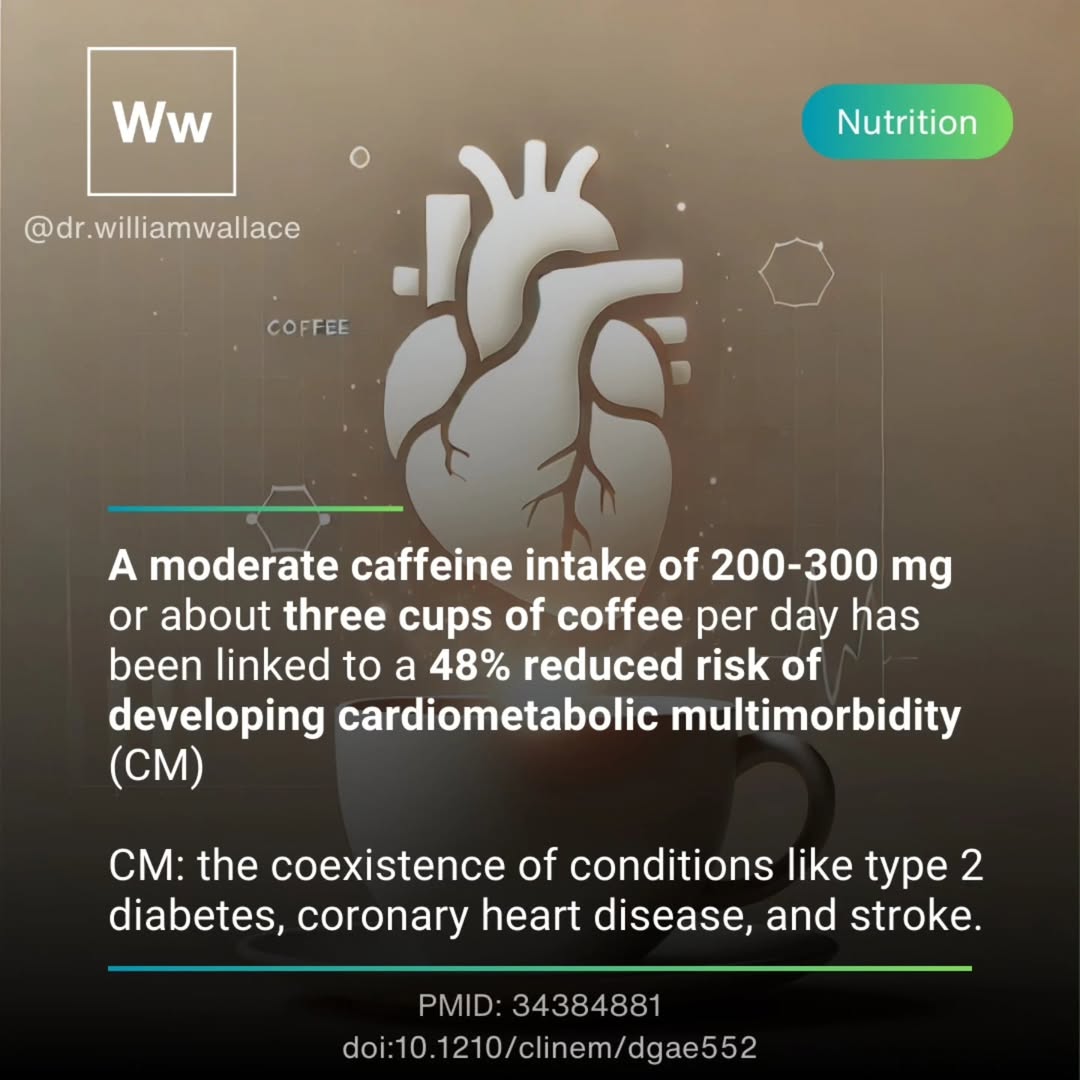 Ww
Nutrition
@dr.williamwallace
COFFEE
A moderate caffeine intake of 200-300 mg
or about three cups of coffee per day has
been linked to a 48% reduced risk of
developing cardiometabolic multimorbidity
(CM)
CM: the coexistence of conditions like type 2
diabetes, coronary heart disease, and stroke.
PMID: 34384881
doi:10.1210/clinem/dgae552